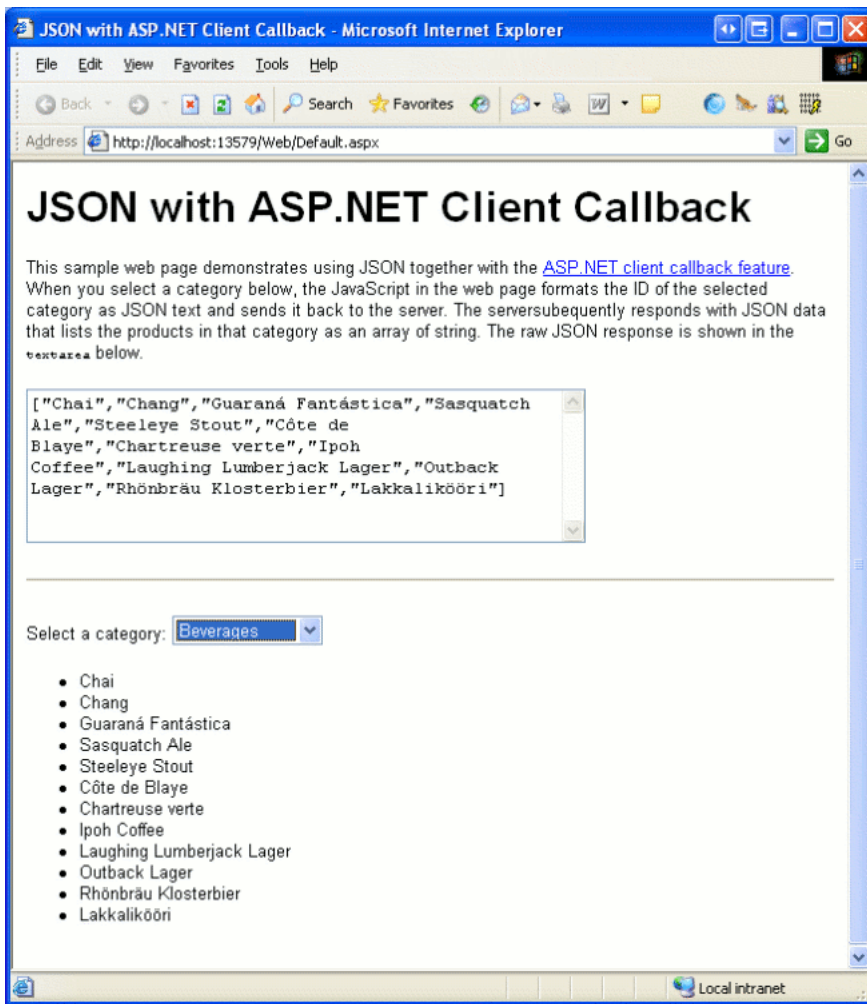 JSON with ASP.NET Client Callback - Microsoft Internet Explorer
File Edit View Favorites Tools Help
Back Search Favorites
Address http://localhost:13579/Web/Default.aspx Go
JSON with ASP.NET Client Callback
This sample web page demonstrates using JSON together with the ASP.NET client callback feature.
When you select a category below, the JavaScript in the web page formats the ID of the selected
category as JSON text and sends it back to the server. The serversubequently responds with JSON data
that lists the products in that category as an array of string. The raw JSON response is shown in the
textarea below.
["Chai","Chang","Guaraná Fantástica","Sasquatch
Ale","Steeleye Stout","Côte de
Blaye","Chartreuse verte","Ipoh
Coffee","Laughing Lumberjack Lager","Outback
Lager","Rhönbräu Klosterbier","Lakkalikööri"]
Select a category: Beverages
• Chai
• Chang
• Guaraná Fantástica
• Sasquatch Ale
• Steeleye Stout
• Côte de Blaye
• Chartreuse verte
• Ipoh Coffee
• Laughing Lumberjack Lager
• Outback Lager
• Rhönbräu Klosterbier
• Lakkalikööri
Local intranet